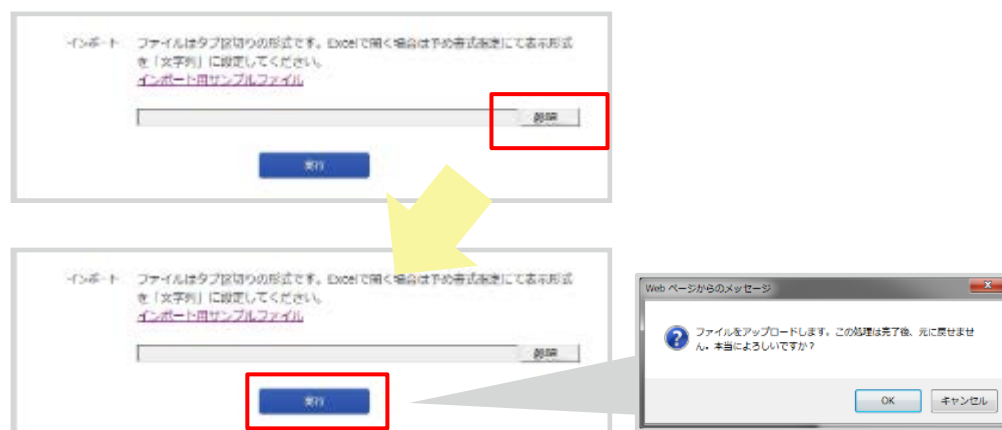 インポート ファイルはタブ区切りの形式です。Excelで開く場合は予め書式指定にて表示形式
を「文字列」に設定してください。
インポート用サンプルファイル
参照
実行
インポート ファイルはタブ区切りの形式です。Excelで開く場合は予め書式指定にて表示形式
を「文字列」に設定してください。
インポート用サンプルファイル
参照
実行
Web ページからのメッセージ
ファイルをアップロードします。この処理は完了後、元に戻せませ
ん。本当によろしいですか？
OK キャンセル